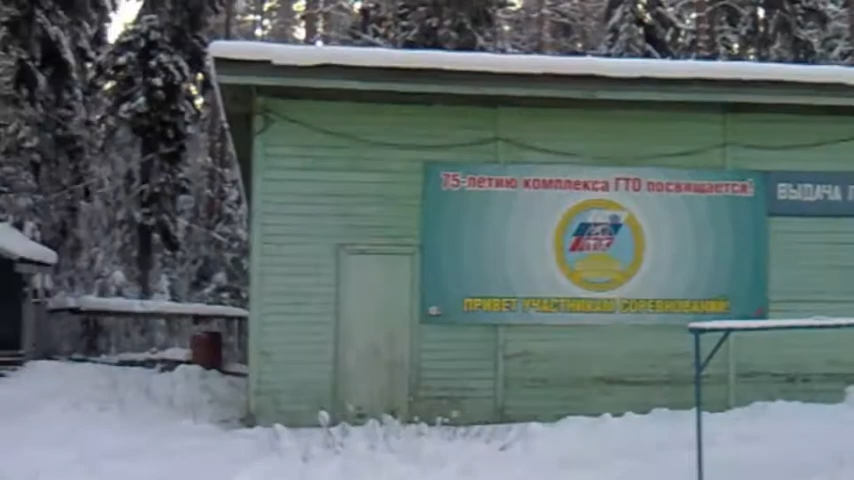 75-летию комплекса ГТО посвящается!
ВЫДАЧА
ПРИВЕТ УЧАСТНИКАМ СОРЕВНОВАНИЙ!